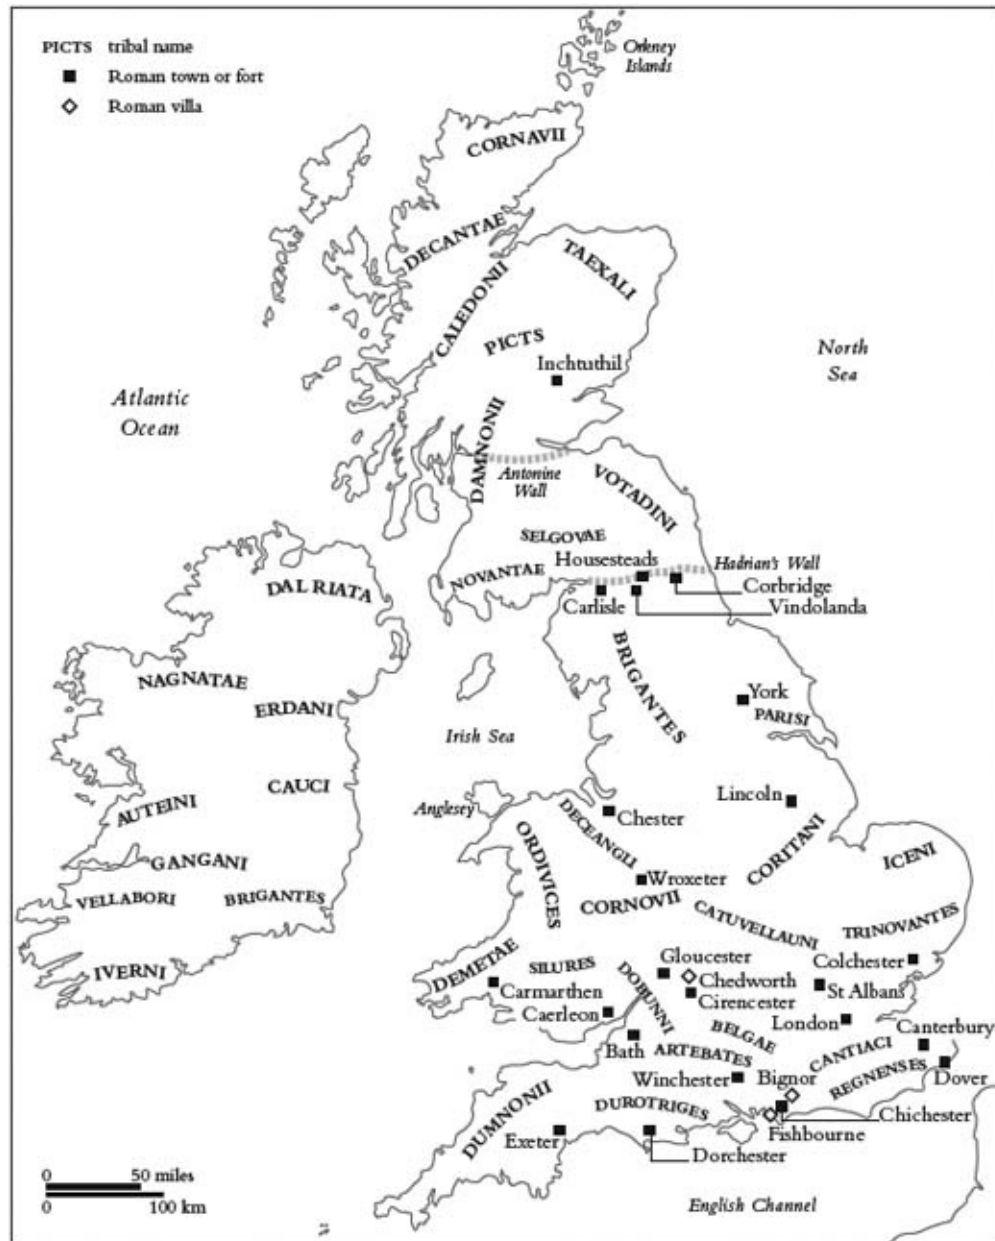 PICTS tribal name
Roman town or fort
Roman villa
Orkney
Islands
CORNAVII
DECANTAE
TAEXALI
CALEDONII
PICTS
Inchtuthil
North
Sea
Atlantic
Ocean
DAMNONII
Antonine
Wall
VOTADINI
SELGOVAE
Housesteads
Hadrian's Wall
NOVANTAE
Corbridge
Carlisle
Vindolanda
DALRIATA
BRIGANTES
NAGNATAE
ERDANI
York
PARISI
Irish Sea
CAUCI
Lincoln
AUTEINI
Anglesey
Chester
DECEANGLI
CORITANI
ICENI
ORDIVICES
GANGANI
Wroxeter
VELLABORI
BRIGANTES
CORNOVII
CATUVELLAUNI
TRINOVANTES
IVERNI
DEMETAE
SILURES
Gloucester
Colchester
DOBUNNI
Chedworth
Carmarthen
Cirencester
St Albans
Caerleon
London
BELGAE
Canterbury
Bath
ARTEBATES
CANTIACI
Winchester
Bignor
REGNENSES
Dover
DUMNONII
DUROTRIGES
Chichester
Exeter
Fishbourne
Dorchester
0 50 miles
0 100 km
English Channel